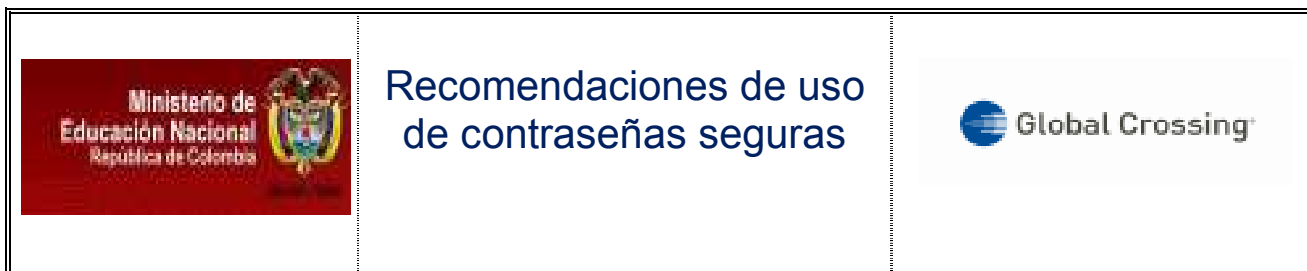 Ministerio de
Educación Nacional
República de Colombia
Recomendaciones de uso
de contraseñas seguras
Global Crossing